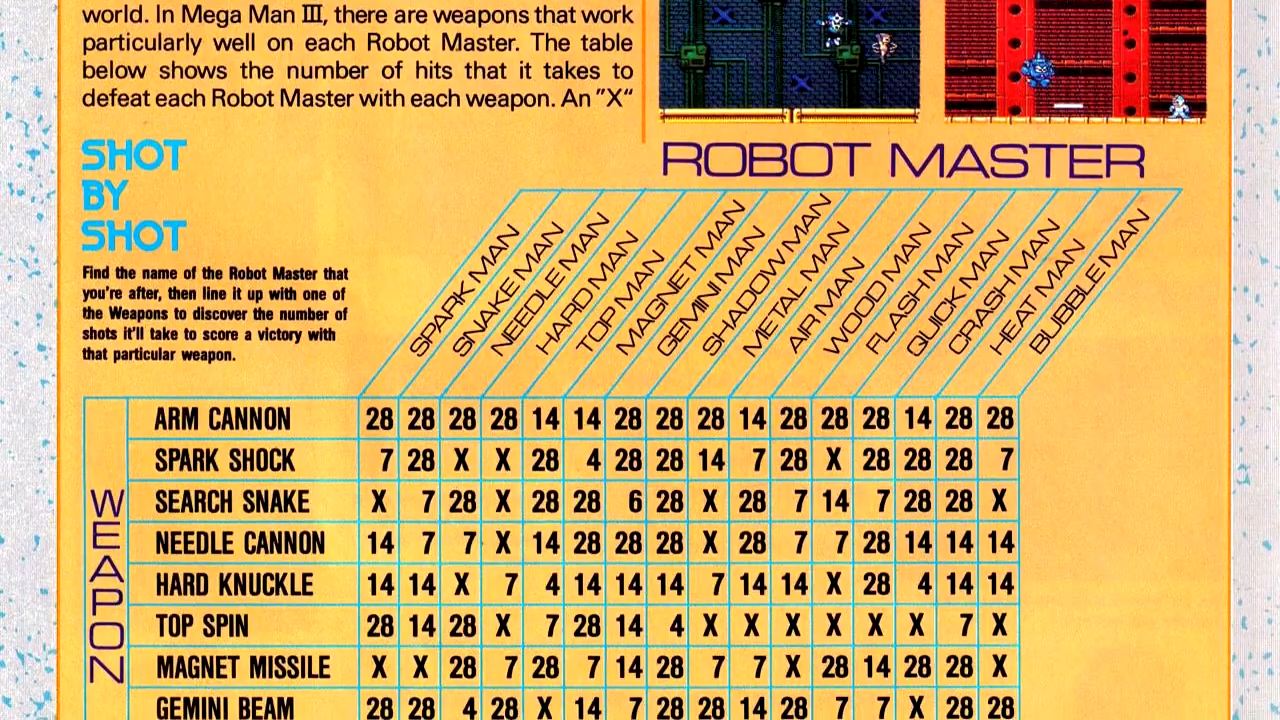 world. In Mega Man III, there are weapons that work
particularly well on each Robot Master. The table
below shows the number of hits that it takes to
defeat each Robot Master with each weapon. An "X"
SHOT
BY
SHOT
Find the name of the Robot Master that
you're after, then line it up with one of
the Weapons to discover the number of
shots it'll take to score a victory with
that particular weapon.
ROBOT MASTER
SPARK MAN
SNAKE MAN
NEEDLE MAN
HARD MAN
TOP MAN
MAGNET MAN
GEMINI MAN
SHADOW MAN
METAL MAN
AIR MAN
WOOD MAN
FLASH MAN
QUICK MAN
CRASH MAN
HEAT MAN
BUBBLE MAN
WEAPON
ARM CANNON 28 28 28 28 14 14 28 28 28 14 28 28 28 14 28 28
SPARK SHOCK 7 28 X X 28 4 28 28 14 7 28 X 28 28 28 7
SEARCH SNAKE X 7 28 X 28 28 6 28 X 28 7 14 7 28 28 X
NEEDLE CANNON 14 7 7 X 14 28 28 28 X 28 7 7 28 14 14 14
HARD KNUCKLE 14 14 X 7 4 14 14 14 7 14 14 X 28 4 14 14
TOP SPIN 28 14 28 X 7 28 14 4 X X X X X X 7 X
MAGNET MISSILE X X 28 7 28 7 14 28 7 7 X 28 14 28 28 X
GEMINI BEAM 28 28 4 28 X 14 7 28 28 14 28 7 7 X 28 28